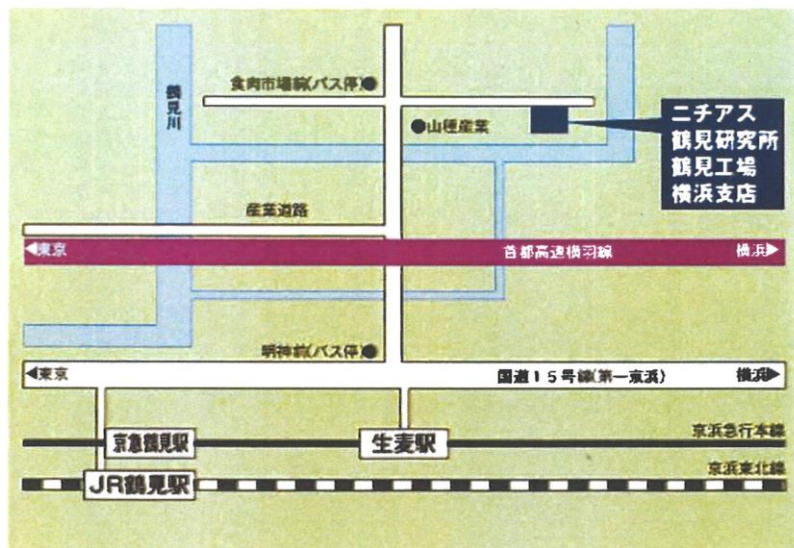 食肉市場前(バス停)●
鶴見川
●山種産業
ニチアス
鶴見研究所
鶴見工場
横浜支店
産業道路
◀東京
首都高速横羽線
横浜▶
明神前(バス停)●
◀東京
国道15号線(第一京浜)
横浜▶
京急鶴見駅
生麦駅
京浜急行本線
JR鶴見駅
京浜東北線